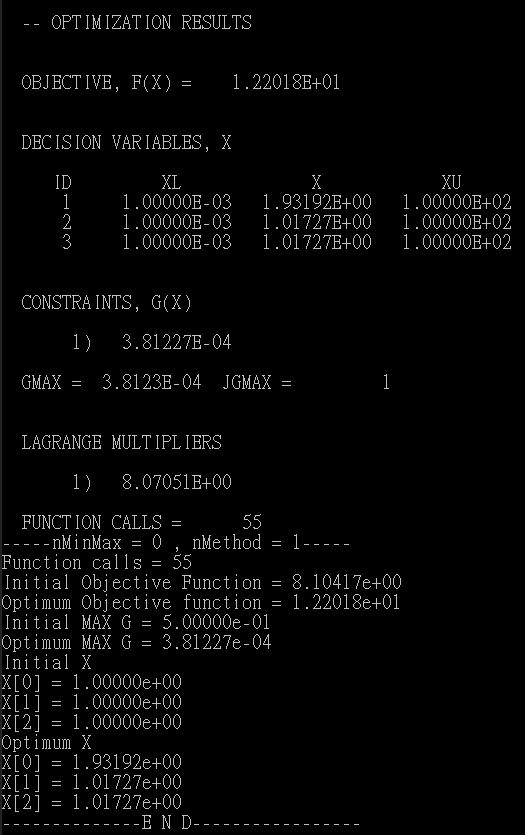 -- OPTIMIZATION RESULTS
OBJECTIVE, F(X) = 1.22018E+01
DECISION VARIABLES, X
ID XL X XU
1 1.00000E-03 1.93192E+00 1.00000E+02
2 1.00000E-03 1.01727E+00 1.00000E+02
3 1.00000E-03 1.01727E+00 1.00000E+02
CONSTRAINTS, G(X)
1) 3.81227E-04
GMAX = 3.8123E-04 JGMAX = 1
LAGRANGE MULTIPLIERS
1) 8.07051E+00
FUNCTION CALLS = 55
-----nMinMax = 0 , nMethod = 1-----
Function calls = 55
Initial Objective Function = 8.10417e+00
Optimum Objective function = 1.22018e+01
Initial MAX G = 5.00000e-01
Optimum MAX G = 3.81227e-04
Initial X
X[0] = 1.00000e+00
X[1] = 1.00000e+00
X[2] = 1.00000e+00
Optimum X
X[0] = 1.93192e+00
X[1] = 1.01727e+00
X[2] = 1.01727e+00
--------------E N D-----------------